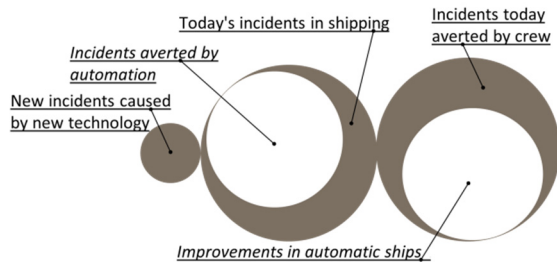 Today's incidents in shipping
Incidents today
averted by crew
Incidents averted by
automation
New incidents caused
by new technology
Improvements in automatic ships